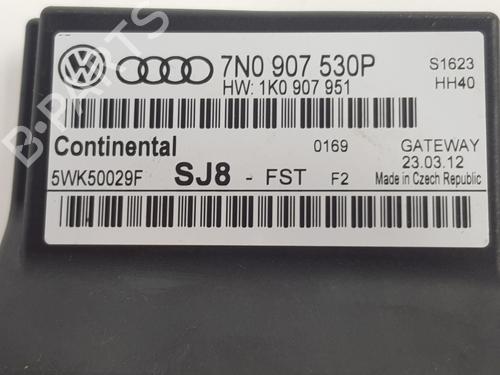 7N0 907 530P
S1623
HW: 1K0 907 951
HH40
Continental
0169
GATEWAY
23.03.12
5WK50029F
SJ8 - FST
F2
Made in Czech Republic
B-PARTS